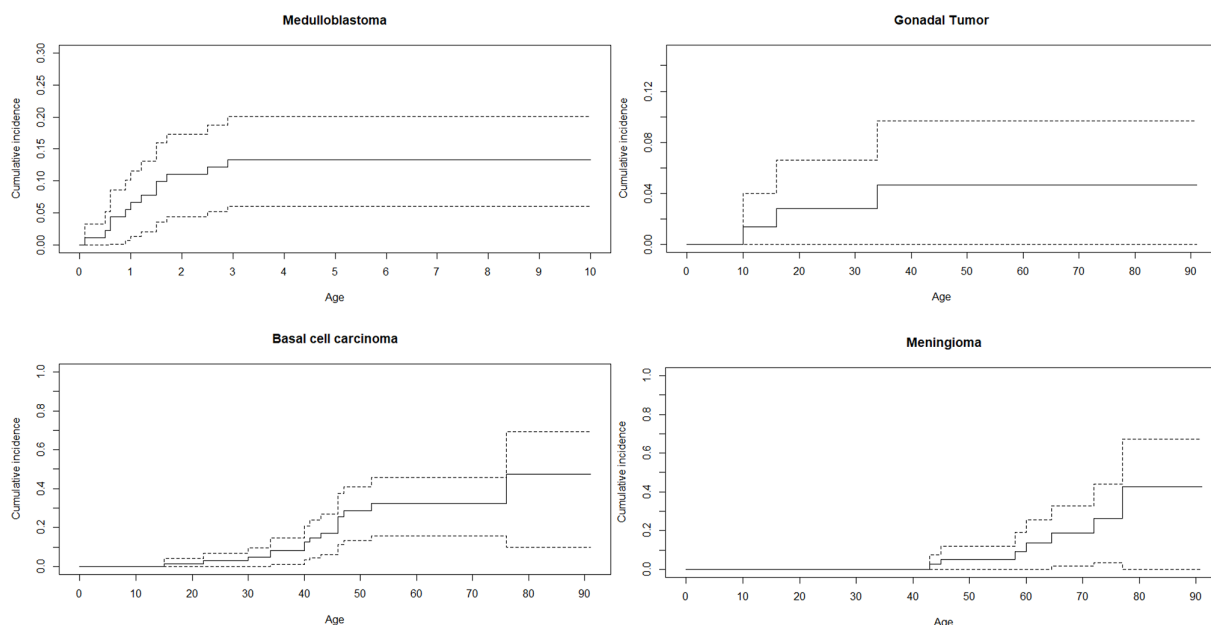 Medulloblastoma
Cumulative incidence
0.00 0.05 0.10 0.15 0.20 0.25 0.30
0 1 2 3 4 5 6 7 8 9 10
Age
Gonadal Tumor
Cumulative incidence
0.00 0.04 0.08 0.12
0 10 20 30 40 50 60 70 80 90
Age
Basal cell carcinoma
Cumulative incidence
0.0 0.2 0.4 0.6 0.8 1.0
0 10 20 30 40 50 60 70 80 90
Age
Meningioma
Cumulative incidence
0.0 0.2 0.4 0.6 0.8 1.0
0 10 20 30 40 50 60 70 80 90
Age